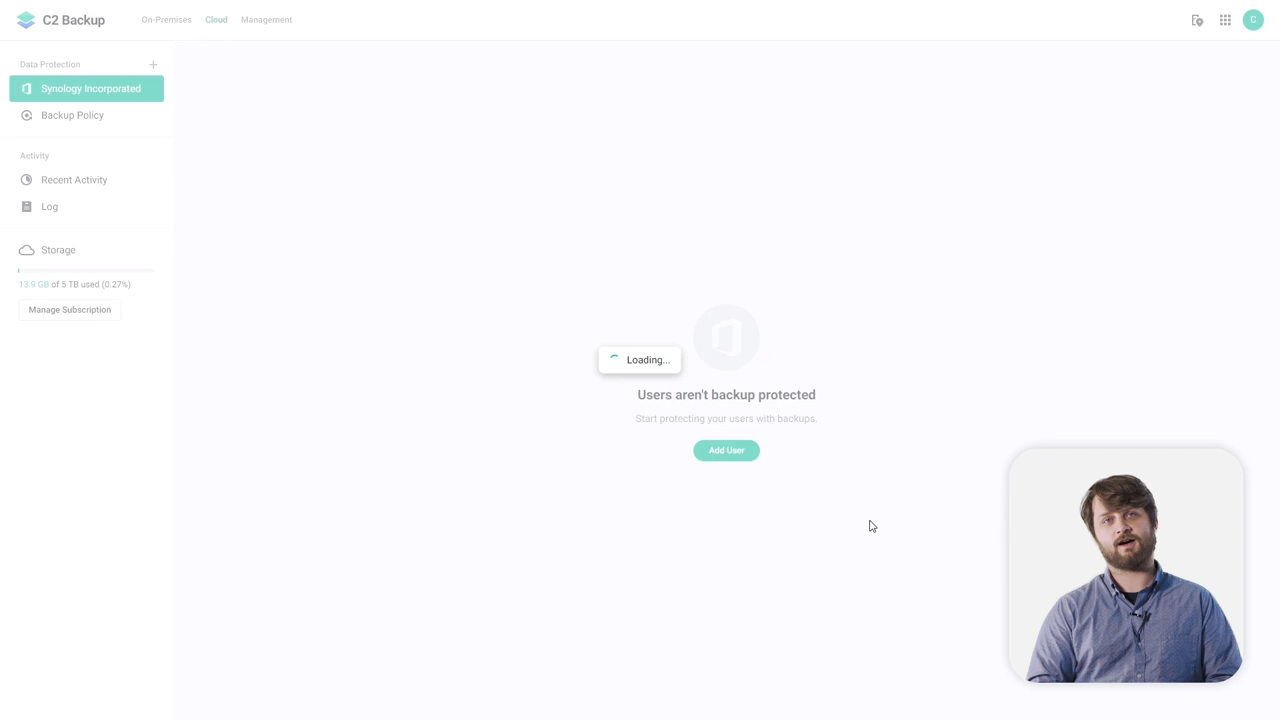 C2 Backup
On-Premises Cloud Management
C
Data Protection
Synology Incorporated
Backup Policy
Activity
Recent Activity
Log
Storage
13.9 GB of 5 TB used (0.27%)
Manage Subscription
Loading...
Users aren't backup protected
Start protecting your users with backups.
Add User